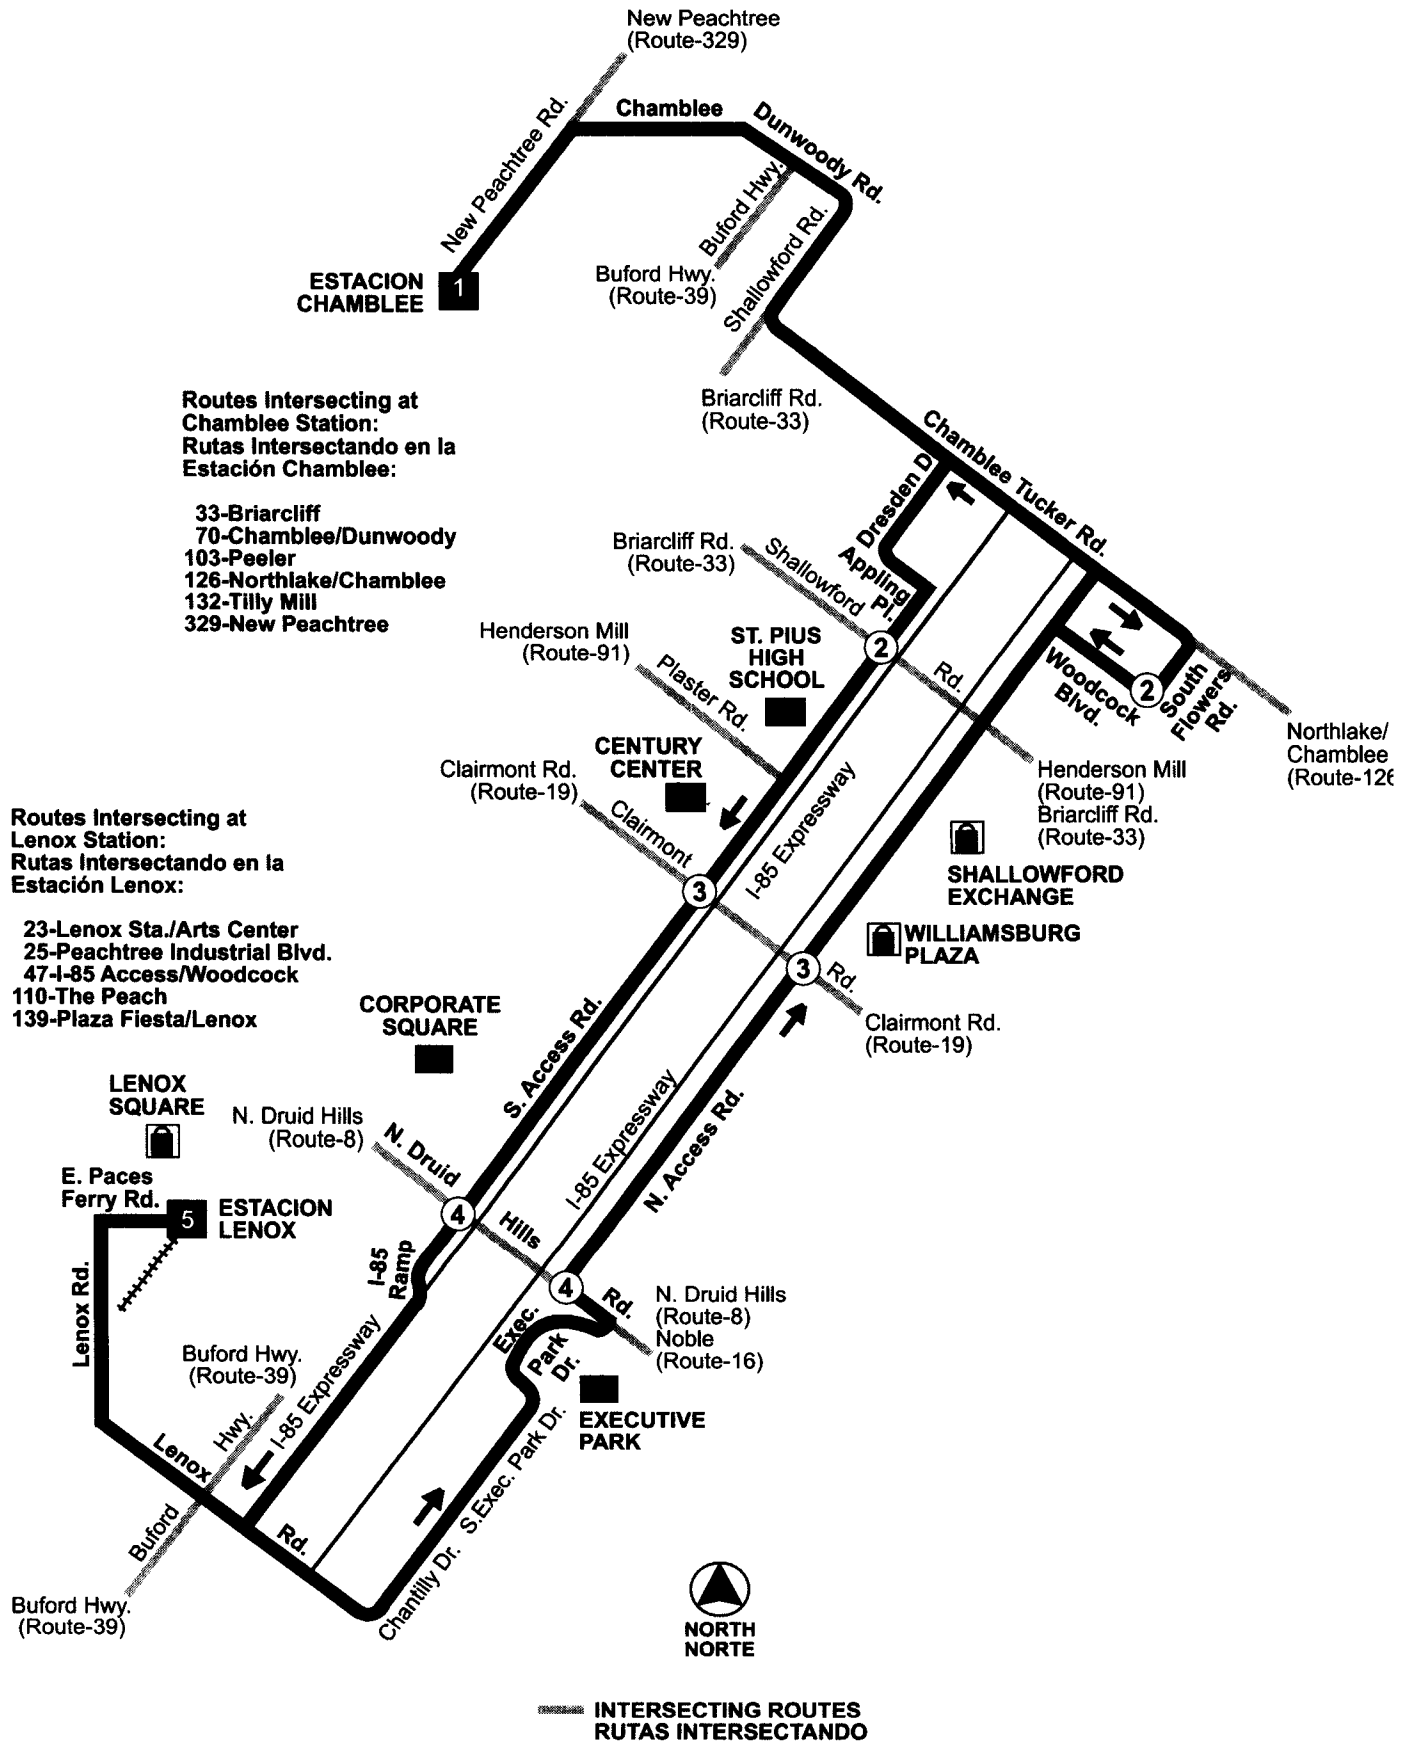 New Peachtree
(Route-329)
Chamblee
Dunwoody Rd.
New Peachtree Rd.
Buford Hwy.
Shallowford Rd.
Buford Hwy.
(Route-39)
ESTACION
CHAMBLEE
1
Briarcliff Rd.
(Route-33)
Routes Intersecting at
Chamblee Station:
Rutas Intersectando en la
Estación Chamblee:
33-Briarcliff
70-Chamblee/Dunwoody
103-Peeler
126-Northlake/Chamblee
132-Tilly Mill
329-New Peachtree
Chamblee Tucker Rd.
Dresden D
Appling
Pl.
Briarcliff Rd.
(Route-33)
Shallowford
Rd.
2
Henderson Mill
(Route-91)
Plaster Rd.
ST. PIUS
HIGH
SCHOOL
Woodcock
Blvd.
2
South
Flowers
Rd.
Northlake/
Chamblee
(Route-126
CENTURY
CENTER
Clairmont Rd.
(Route-19)
Clairmont
Rd.
I-85 Expressway
Henderson Mill
(Route-91)
Briarcliff Rd.
(Route-33)
SHALLOWFORD
EXCHANGE
Routes Intersecting at
Lenox Station:
Rutas Intersectando en la
Estación Lenox:
23-Lenox Sta./Arts Center
25-Peachtree Industrial Blvd.
47-I-85 Access/Woodcock
110-The Peach
139-Plaza Fiesta/Lenox
3
WILLIAMSBURG
PLAZA
3
Clairmont Rd.
(Route-19)
CORPORATE
SQUARE
S. Access Rd.
I-85 Expressway
N. Access Rd.
LENOX
SQUARE
N. Druid Hills
(Route-8)
N. Druid
Hills
Rd.
E. Paces
Ferry Rd.
5
ESTACION
LENOX
4
4
I-85
Ramp
Lenox Rd.
N. Druid Hills
(Route-8)
Noble
(Route-16)
Exec.
Park
Dr.
Buford Hwy.
(Route-39)
I-85 Expressway
EXECUTIVE
PARK
Lenox
Rd.
Hwy.
Buford
S.Exec. Park Dr.
Chantilly Dr.
Buford Hwy.
(Route-39)
NORTH
NORTE
INTERSECTING ROUTES
RUTAS INTERSECTANDO